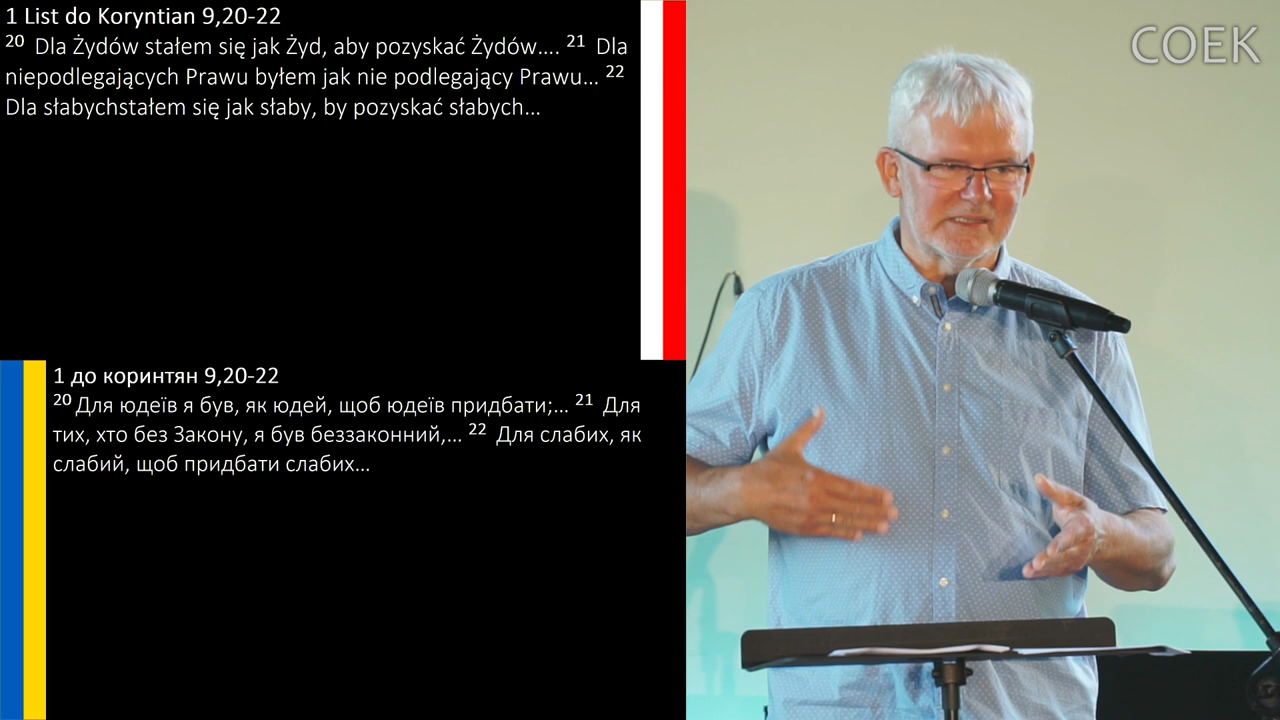 1 List do Koryntian 9,20-22
20 Dla Żydów stałem się jak Żyd, aby pozyskać Żydów…. 21 Dla
niepodlegających Prawu byłem jak nie podlegający Prawu… 22
Dla słabychstałem się jak słaby, by pozyskać słabych…
1 до коринтян 9,20-22
20 Для юдеїв я був, як юдей, щоб юдеїв придбати;… 21 Для
тих, хто без Закону, я був беззаконний,… 22 Для слабих, як
слабий, щоб придбати слабих…
COEK